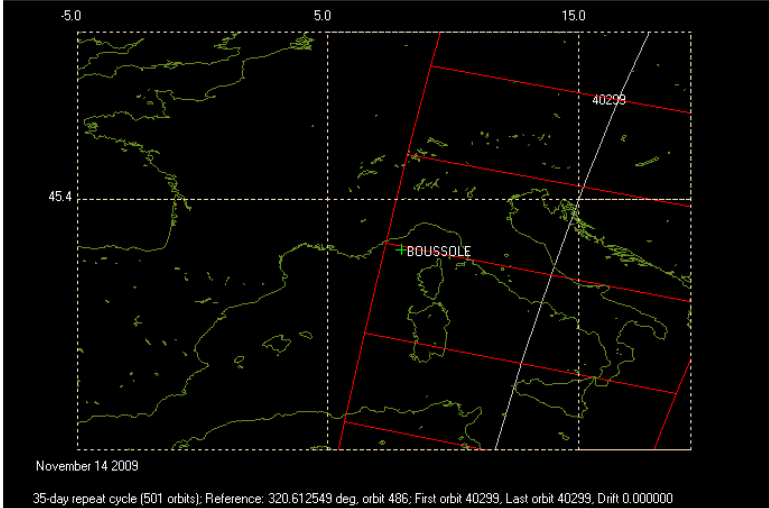 -5.0 5.0 15.0
40299
45.4
BOUSSOLE
November 14 2009
35-day repeat cycle (501 orbits); Reference: 320.612549 deg, orbit 486; First orbit 40299, Last orbit 40299, Drift 0.000000